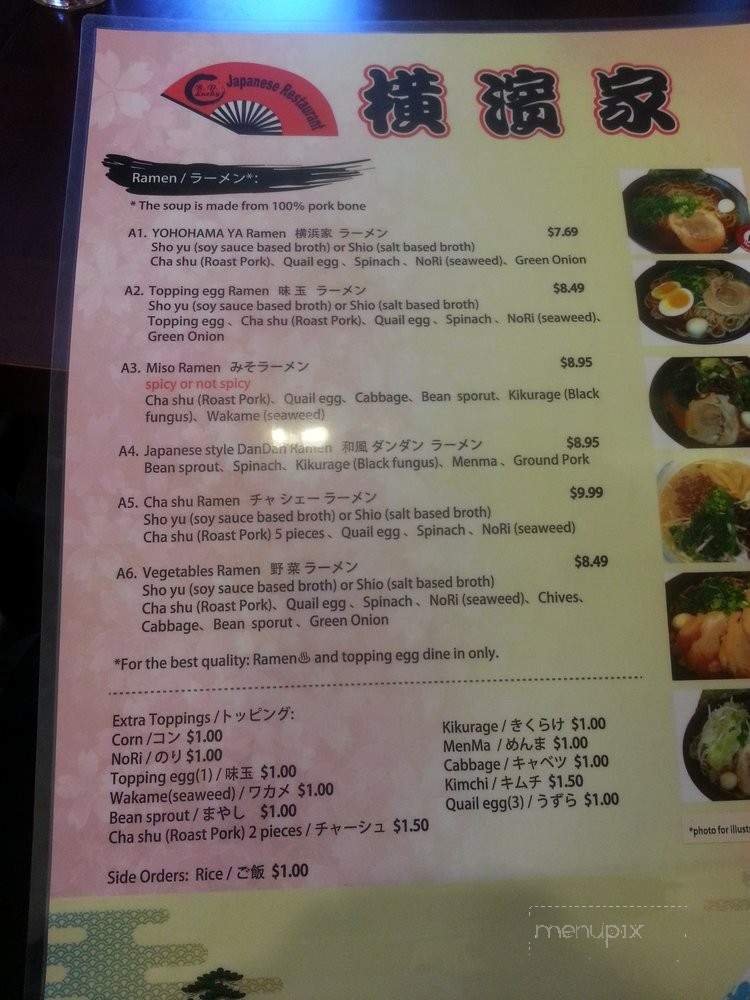 Japanese Restaurant
横濱家
Ramen / ラーメン*:
* The soup is made from 100% pork bone
A1. YOHOHAMA YA Ramen 横浜家 ラーメン $7.69
Sho yu (soy sauce based broth) or Shio (salt based broth)
Cha shu (Roast Pork)、Quail egg 、Spinach 、NoRi (seaweed)、Green Onion
A2. Topping egg Ramen 味 玉 ラーメン $8.49
Sho yu (soy sauce based broth) or Shio (salt based broth)
Topping egg 、Cha shu (Roast Pork)、Quail egg 、Spinach 、NoRi (seaweed)、
Green Onion
A3. Miso Ramen みそラーメン $8.95
spicy or not spicy
Cha shu (Roast Pork)、Quail egg、Cabbage、Bean sporut、Kikurage (Black
fungus)、Wakame (seaweed)
A4. Japanese style DanDan Ramen 和風 ダンダン ラーメン $8.95
Bean sprout、Spinach、Kikurage (Black fungus)、Menma 、Ground Pork
A5. Cha shu Ramen チャ シェー ラーメン $9.99
Sho yu (soy sauce based broth) or Shio (salt based broth)
Cha shu (Roast Pork) 5 pieces 、Quail egg 、Spinach 、NoRi (seaweed)
A6. Vegetables Ramen 野 菜 ラーメン $8.49
Sho yu (soy sauce based broth) or Shio (salt based broth)
Cha shu (Roast Pork)、Quail egg 、Spinach 、NoRi (seaweed)、Chives、
Cabbage、Bean sporut 、Green Onion
*For the best quality: Ramen♨ and topping egg dine in only.
Extra Toppings / トッピング:
Corn /コン $1.00
NoRi / のり $1.00
Topping egg(1) / 味玉 $1.00
Wakame(seaweed) / ワカメ $1.00
Bean sprout / まやし $1.00
Cha shu (Roast Pork) 2 pieces / チャーシュ $1.50
Kikurage / きくらけ $1.00
MenMa / めんま $1.00
Cabbage / キャベツ $1.00
Kimchi / キムチ $1.50
Quail egg(3) / うずら $1.00
Side Orders: Rice / ご飯 $1.00
*photo for illustr
menupix